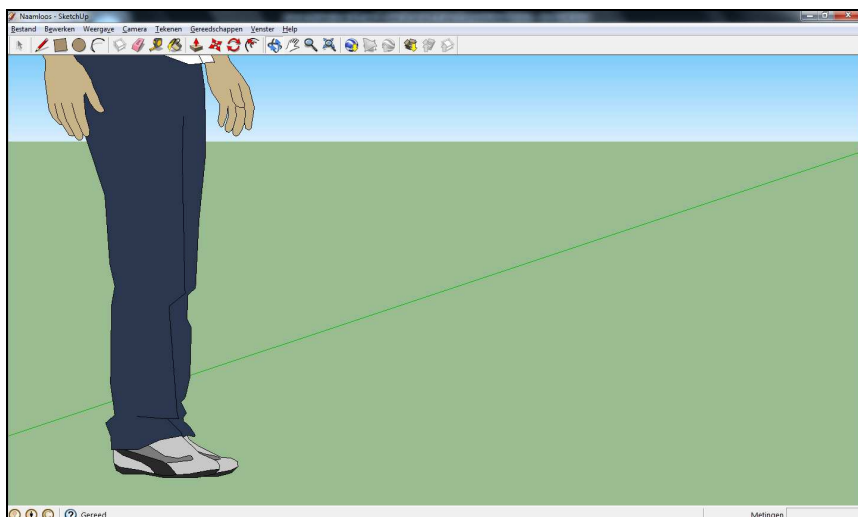 Naamloos - SketchUp
Bestand Bewerken Weergave Camera Tekenen Gereedschappen Venster Help
Gereed
Metingen